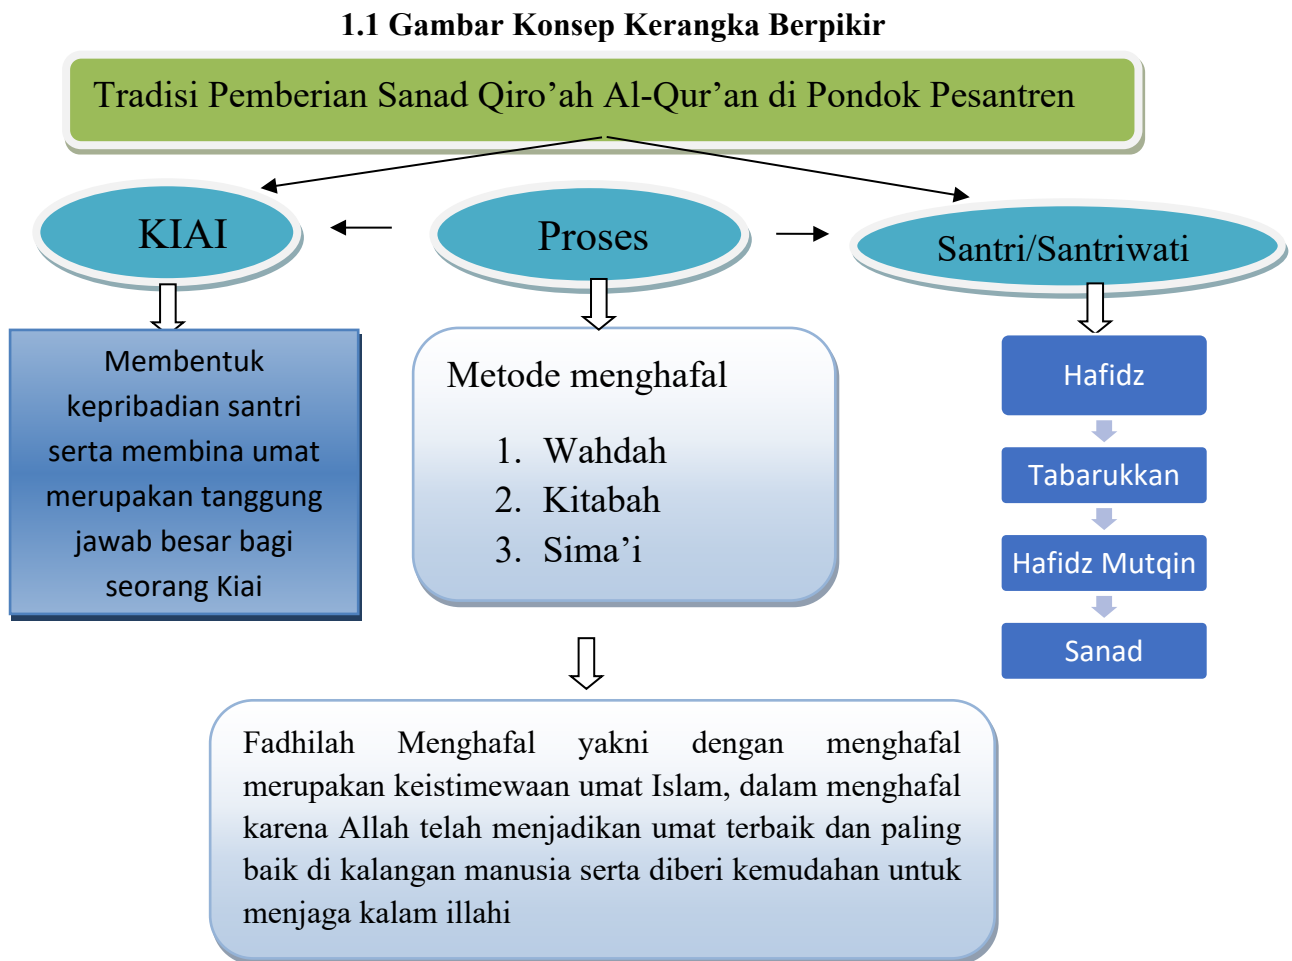 1.1 Gambar Konsep Kerangka Berpikir
Tradisi Pemberian Sanad Qiro’ah Al-Qur’an di Pondok Pesantren
KIAI
Proses
Santri/Santriwati
Membentuk
kepribadian santri
serta membina umat
merupakan tanggung
jawab besar bagi
seorang Kiai
Metode menghafal
1. Wahdah
2. Kitabah
3. Sima’i
Hafidz
Tabarukkan
Hafidz Mutqin
Sanad
Fadhilah Menghafal yakni dengan menghafal
merupakan keistimewaan umat Islam, dalam menghafal
karena Allah telah menjadikan umat terbaik dan paling
baik di kalangan manusia serta diberi kemudahan untuk
menjaga kalam illahi